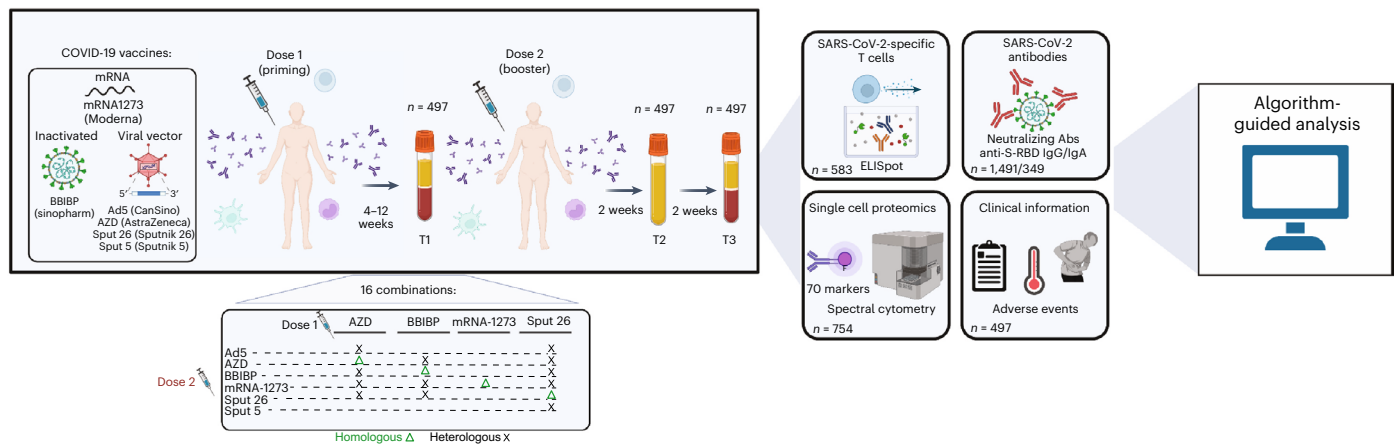 COVID-19 vaccines:
mRNA
mRNA1273
(Moderna)
Inactivated
Viral vector
BBIBP
(sinopharm)
5′ 3′
Ad5 (CanSino)
AZD (AstraZeneca)
Sput 26 (Sputnik 26)
Sput 5 (Sputnik 5)
Dose 1
(priming)
4–12
weeks
n = 497
T1
Dose 2
(booster)
2 weeks
n = 497
T2
2 weeks
n = 497
T3
SARS-CoV-2-specific
T cells
ELISpot
n = 583
SARS-CoV-2
antibodies
Neutralizing Abs
anti-S-RBD IgG/IgA
n = 1,491/349
Single cell proteomics
F
70 markers
Spectral cytometry
n = 754
Clinical information
Adverse events
n = 497
Algorithm-
guided analysis
16 combinations:
Dose 1 AZD BBIBP mRNA-1273 Sput 26
Dose 2
Ad5 X X
AZD Δ X X
BBIBP X Δ X
mRNA-1273 X X Δ X
Sput 26 X X Δ
Sput 5 X
Homologous Δ Heterologous X